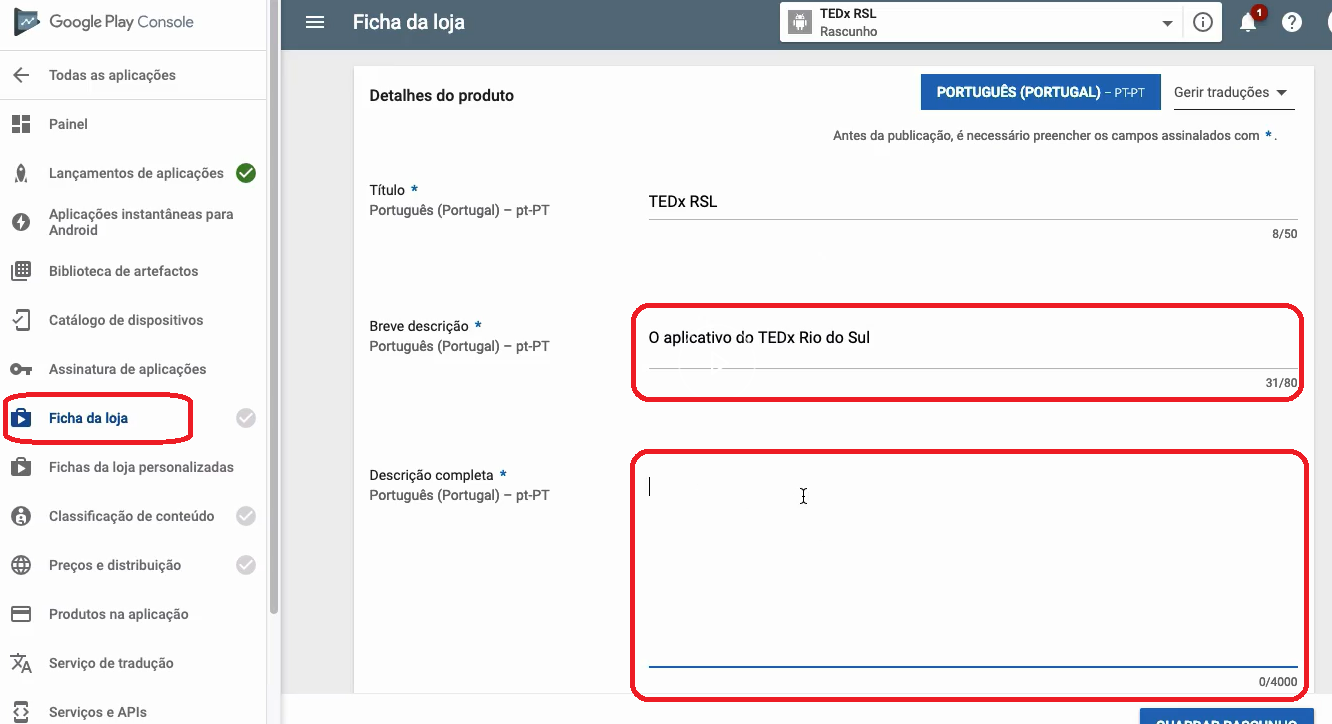 Google Play Console
Ficha da loja
TEDx RSL
Rascunho
1
Todas as aplicações
Painel
Lançamentos de aplicações
Aplicações instantâneas para
Android
Biblioteca de artefactos
Catálogo de dispositivos
Assinatura de aplicações
Ficha da loja
Fichas da loja personalizadas
Classificação de conteúdo
Preços e distribuição
Produtos na aplicação
Serviço de tradução
Serviços e APIs
Detalhes do produto
PORTUGUÊS (PORTUGAL) – PT-PT
Gerir traduções
Antes da publicação, é necessário preencher os campos assinalados com * .
Título *
Português (Portugal) – pt-PT
TEDx RSL
8/50
Breve descrição *
Português (Portugal) – pt-PT
O aplicativo do TEDx Rio do Sul
31/80
Descrição completa *
Português (Portugal) – pt-PT
0/4000
GUARDAR RASCUNHO